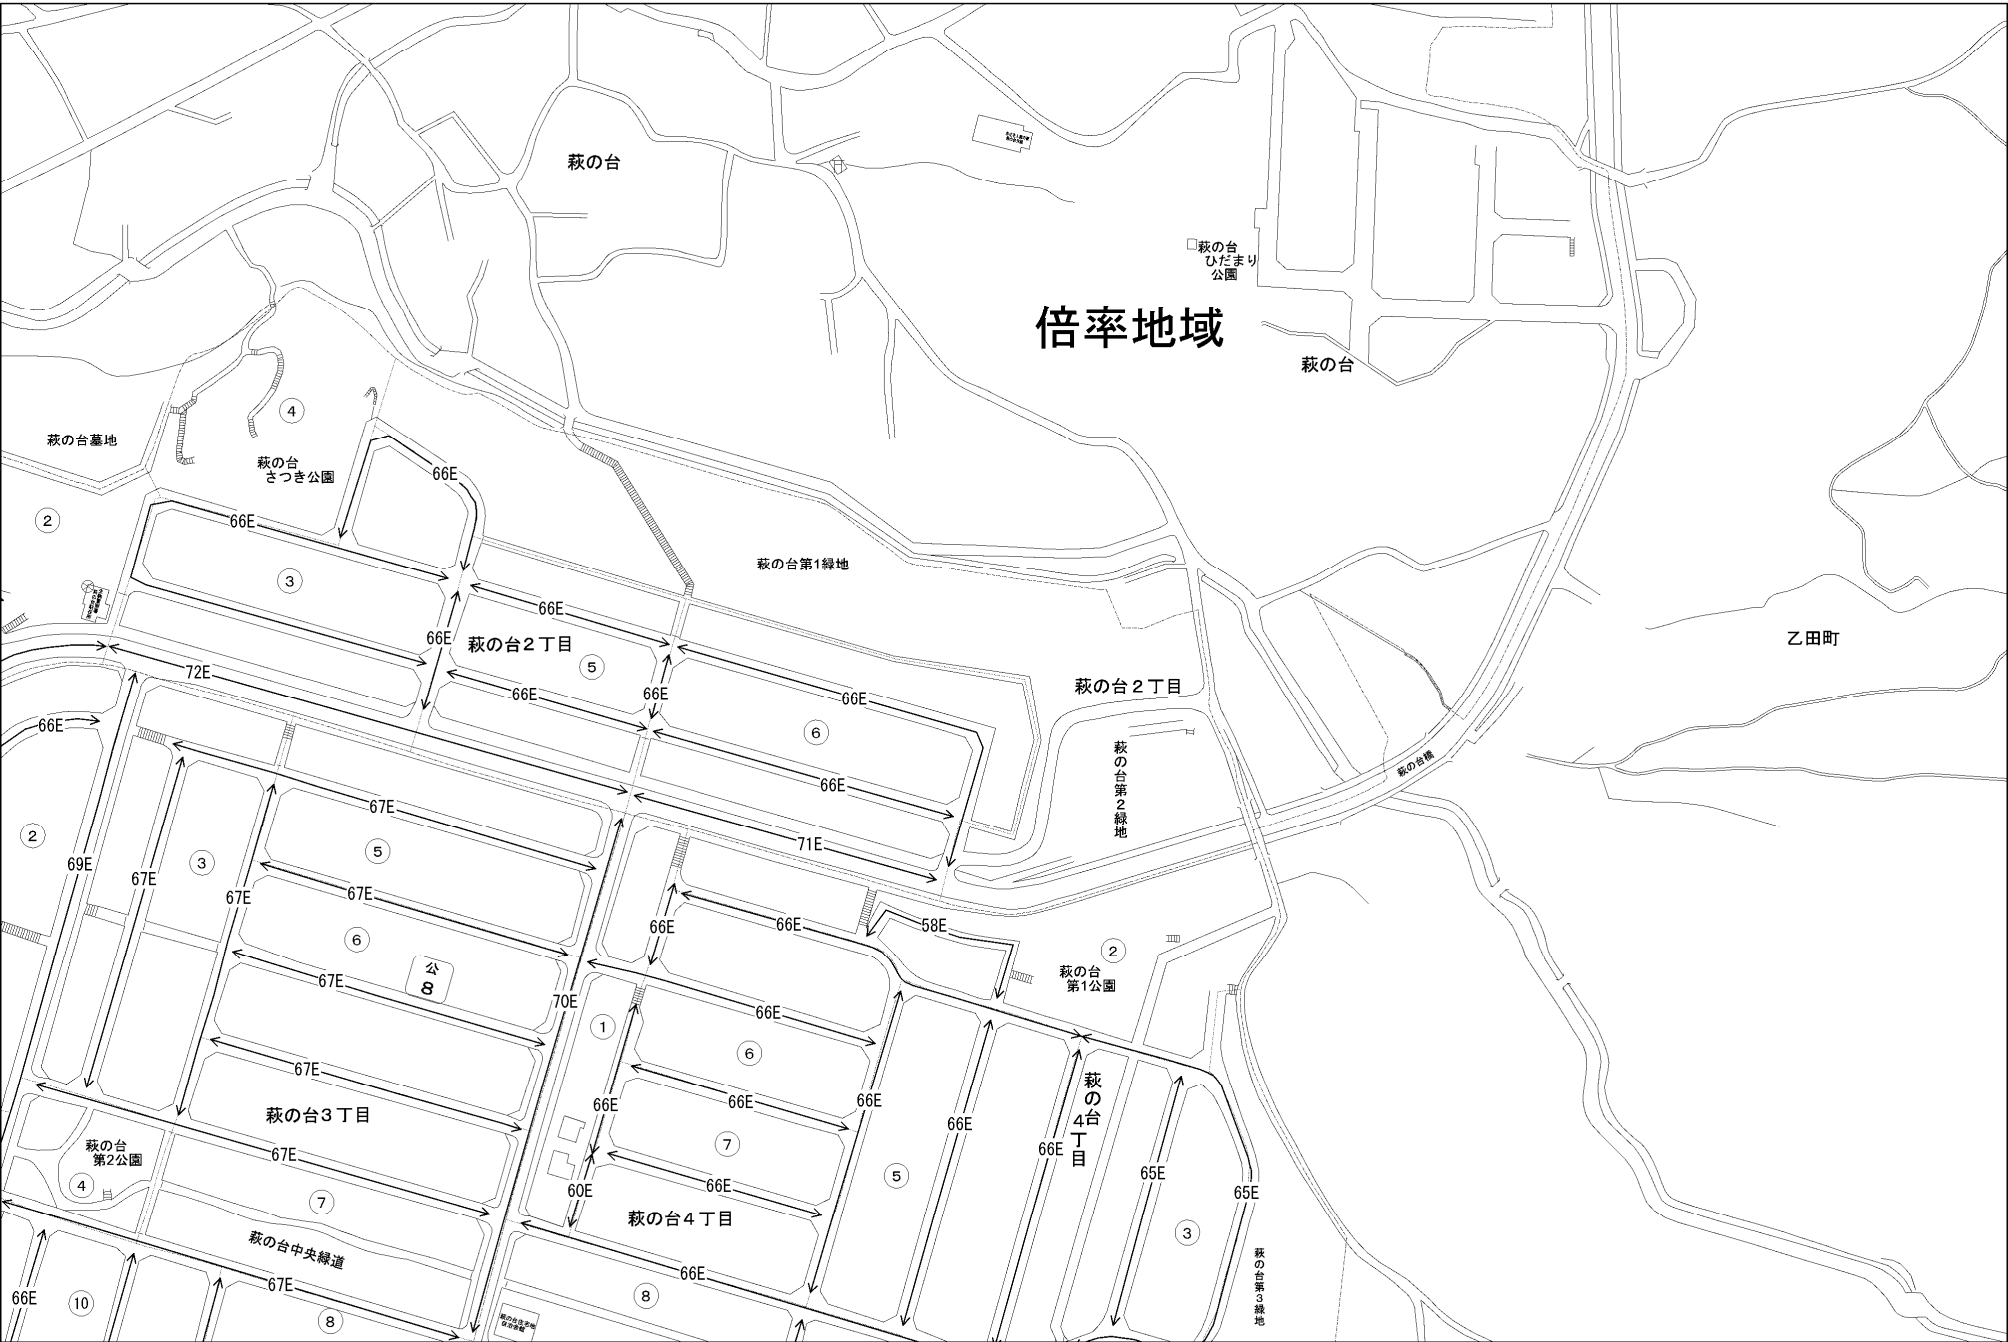 萩の台
萩の台
ひだまり
公園
倍率地域
萩の台
④
萩の台墓地
萩の台
さつき公園
66E
66E
②
萩の台第1緑地
③
66E
66E
萩の台2丁目
⑤
乙田町
72E
66E
66E
66E
萩の台2丁目
66E
⑥
萩の台第2緑地
萩の台橋
66E
67E
71E
②
69E
67E
③
⑤
67E
67E
66E
66E
58E
⑥
②
萩の台
第1公園
67E
公
8
70E
66E
①
⑥
67E
66E
66E
66E
66E
66E
萩の台4丁目
萩の台3丁目
萩の台
第2公園
④
67E
⑦
⑦
66E
60E
⑤
65E
65E
萩の台4丁目
③
萩の台中央緑道
67E
66E
66E
⑩
⑧
⑧
萩の台第3緑地